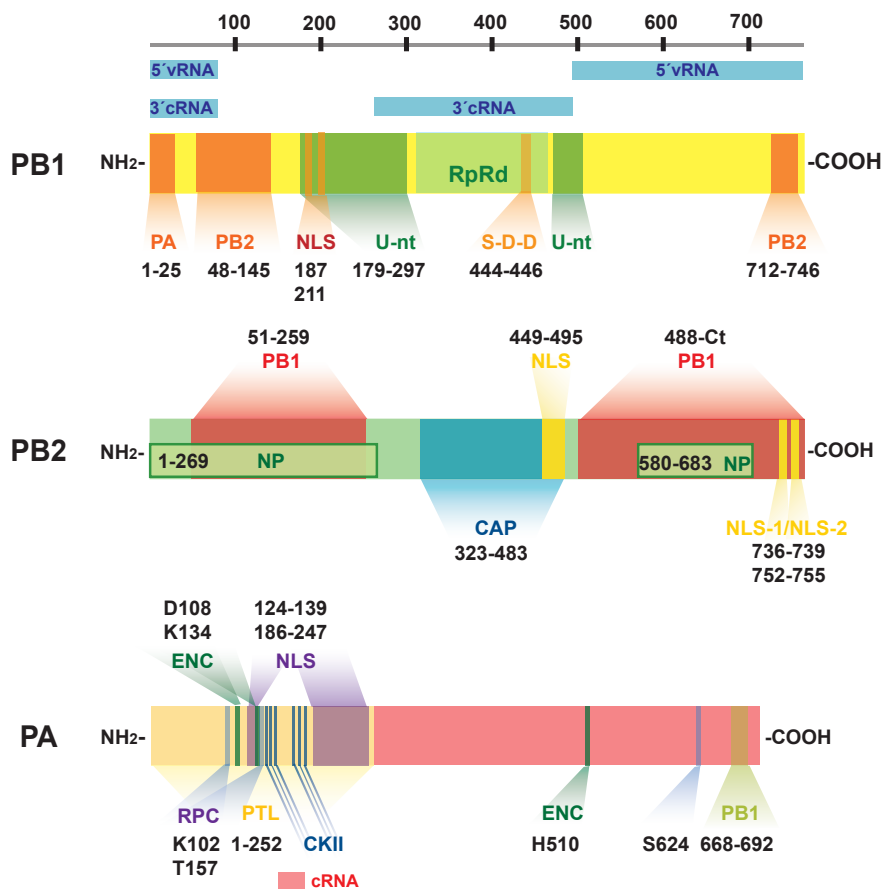 100 200 300 400 500 600 700
5´vRNA 5´vRNA
3´cRNA 3´cRNA
PB1 NH2- RpRd -COOH
PA PB2 NLS U-nt S-D-D U-nt PB2
1-25 48-145 187 179-297 444-446 712-746
211
51-259 449-495 488-Ct
PB1 NLS PB1
PB2 NH2- -COOH
1-269 NP 580-683 NP
CAP NLS-1/NLS-2
323-483 736-739
752-755
D108 124-139
K134 186-247
ENC NLS
PA NH2- -COOH
RPC PTL ENC PB1
K102 1-252 CKII H510 S624 668-692
T157
cRNA